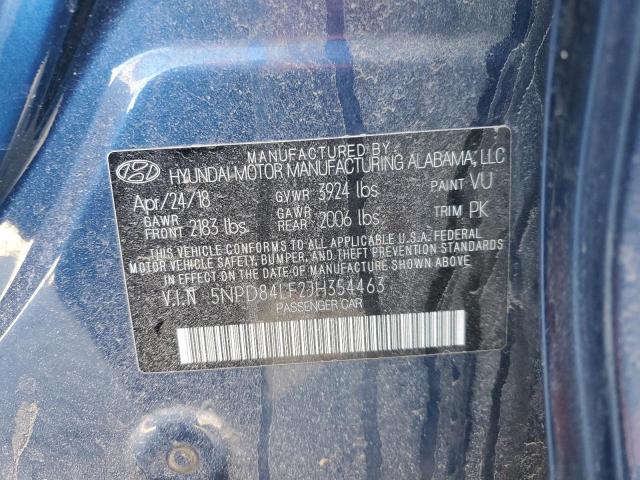 MANUFACTURED BY
HYUNDAI MOTOR MANUFACTURING ALABAMA, LLC
Apr/24/18 GVWR 3924 lbs PAINT VU
GAWR FRONT 2183 lbs. GAWR REAR 2006 lbs. TRIM PK
THIS VEHICLE CONFORMS TO ALL APPLICABLE U.S.A. FEDERAL
MOTOR VEHICLE SAFETY, BUMPER, AND THEFT PREVENTION STANDARDS
IN EFFECT ON THE DATE OF MANUFACTURE SHOWN ABOVE.
V.I.N 5NPD84LF2JH354463
PASSENGER CAR